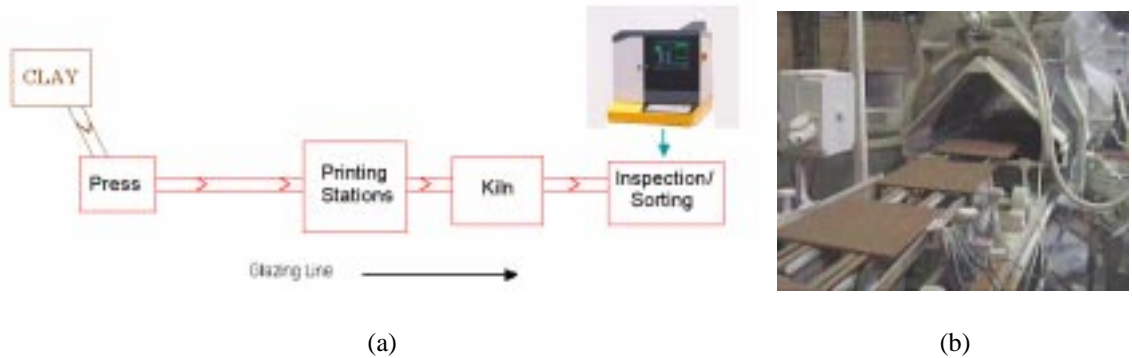 CLAY
Press
Printing
Stations
Kiln
Inspection/
Sorting
Glazing Line
(a)
(b)